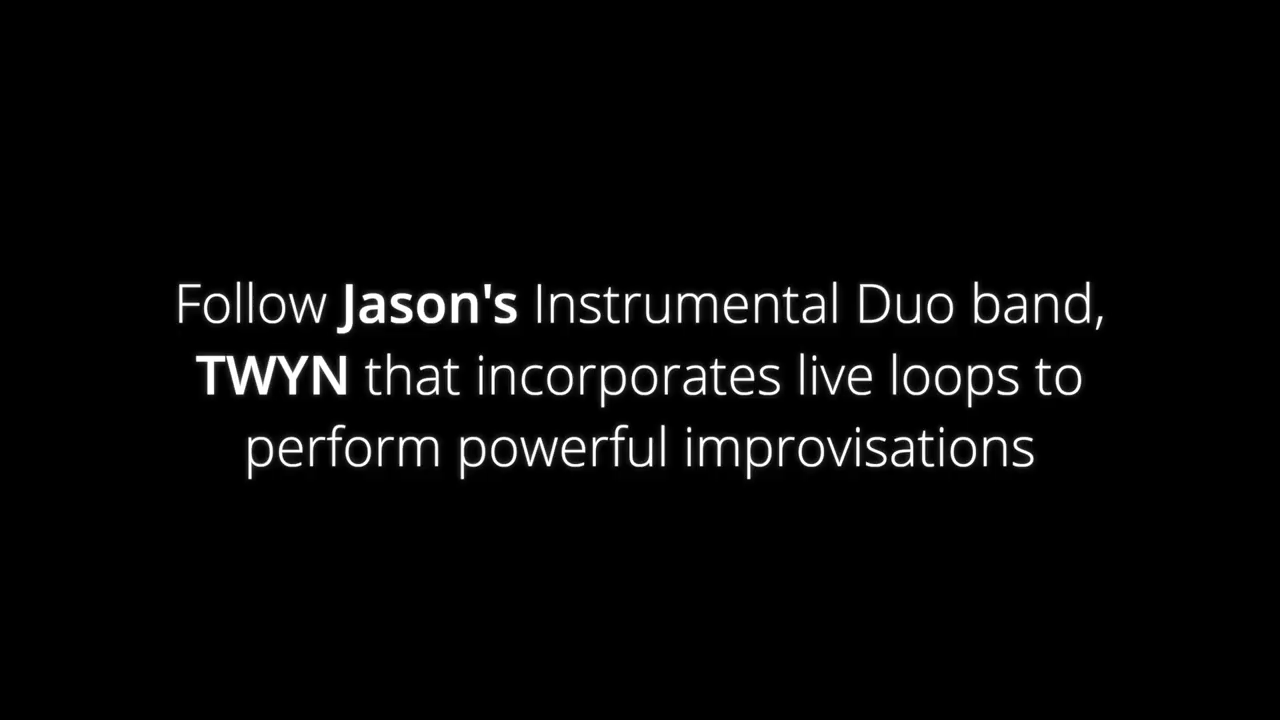 Follow Jason's Instrumental Duo band,
TWYN that incorporates live loops to
perform powerful improvisations